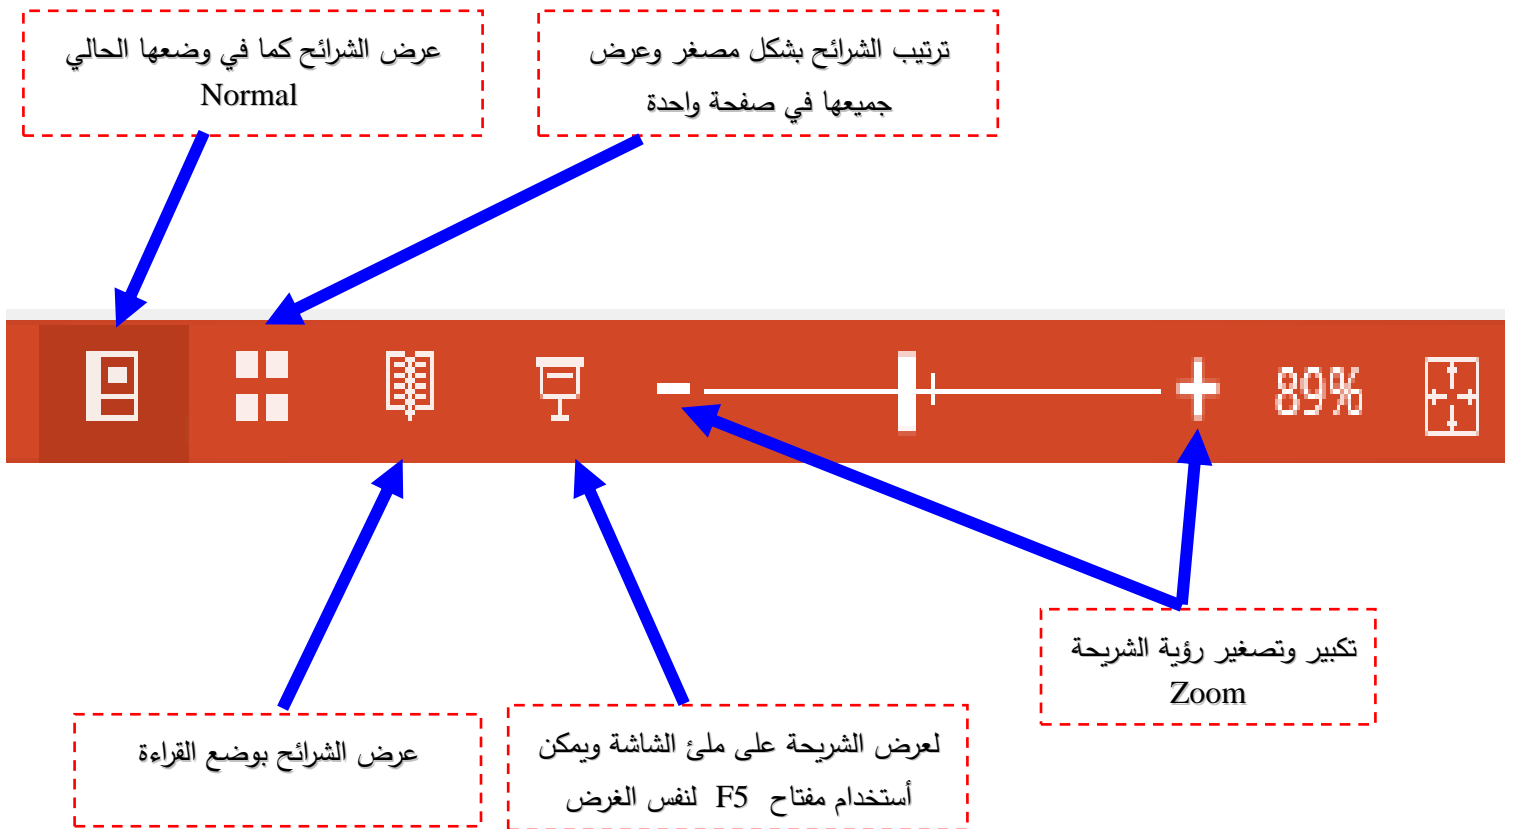 عرض الشرائح كما في وضعها الحالي
Normal
ترتيب الشرائح بشكل مصغر وعرض
جميعها في صفحة واحدة
89%
تكبير وتصغير رؤية الشريحة
Zoom
عرض الشرائح بوضع القراءة
لعرض الشريحة على ملئ الشاشة ويمكن
أستخدام مفتاح F5 لنفس الغرض